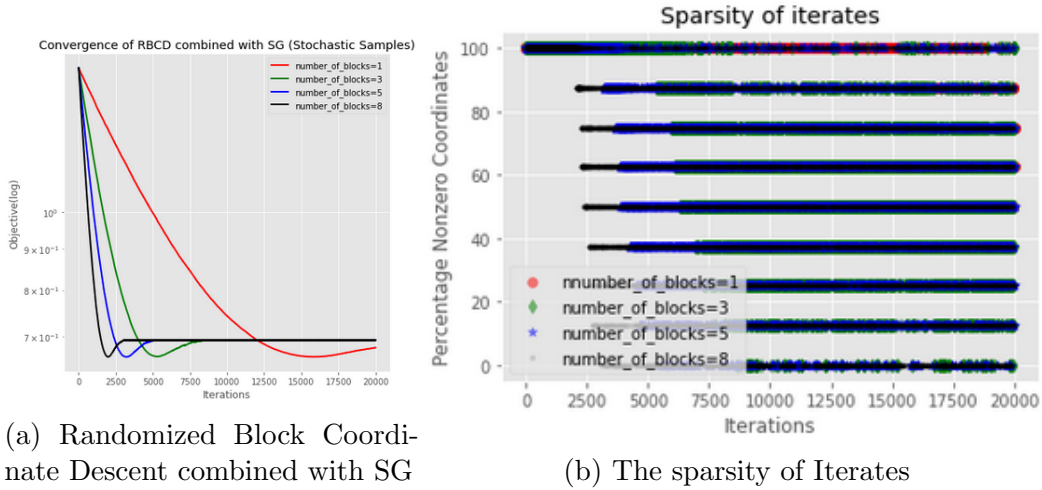 Convergence of RBCD combined with SG (Stochastic Samples)
number_of_blocks=1
number_of_blocks=3
number_of_blocks=5
number_of_blocks=8
Objective(log)
10⁰
9 × 10⁻¹
8 × 10⁻¹
7 × 10⁻¹
0 2500 5000 7500 10000 12500 15000 17500 20000
Iterations
(a) Randomized Block Coordi-
nate Descent combined with SG
Sparsity of iterates
Percentage Nonzero Coordinates
100
80
60
40
20
0
nnumber_of_blocks=1
number_of_blocks=3
number_of_blocks=5
number_of_blocks=8
0 2500 5000 7500 10000 12500 15000 17500 20000
Iterations
(b) The sparsity of Iterates